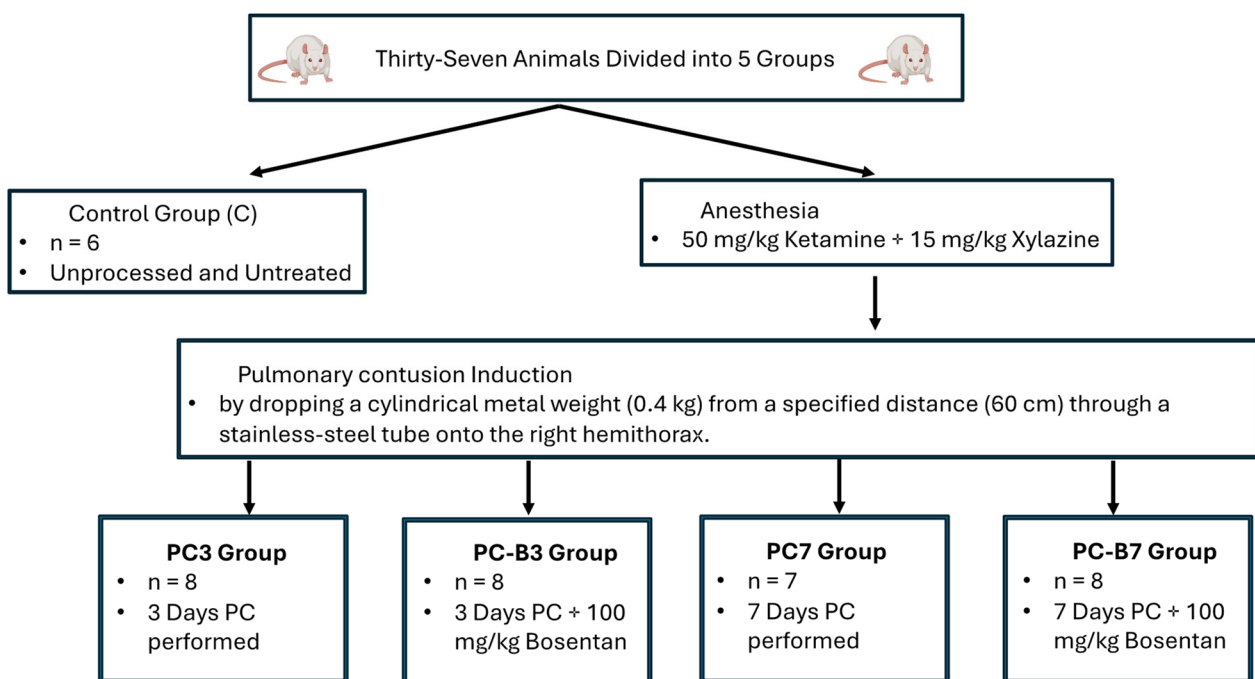 Thirty-Seven Animals Divided into 5 Groups
Control Group (C)
• n = 6
• Unprocessed and Untreated
Anesthesia
• 50 mg/kg Ketamine + 15 mg/kg Xylazine
Pulmonary contusion Induction
• by dropping a cylindrical metal weight (0.4 kg) from a specified distance (60 cm) through a
stainless-steel tube onto the right hemithorax.
PC3 Group
• n = 8
• 3 Days PC
performed
PC-B3 Group
• n = 8
• 3 Days PC + 100
mg/kg Bosentan
PC7 Group
• n = 7
• 7 Days PC
performed
PC-B7 Group
• n = 8
• 7 Days PC + 100
mg/kg Bosentan